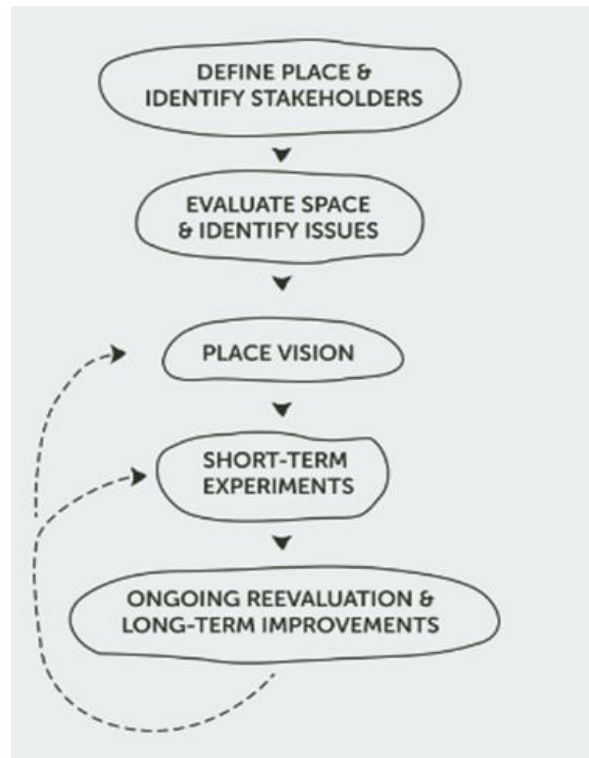 DEFINE PLACE &
IDENTIFY STAKEHOLDERS
EVALUATE SPACE
& IDENTIFY ISSUES
PLACE VISION
SHORT-TERM
EXPERIMENTS
ONGOING REEVALUATION &
LONG-TERM IMPROVEMENTS